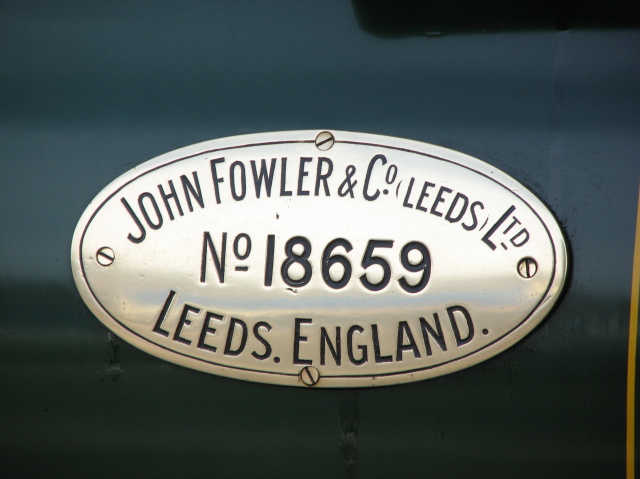 JOHN FOWLER & Co. (LEEDS) LTD
No 18659
LEEDS. ENGLAND.